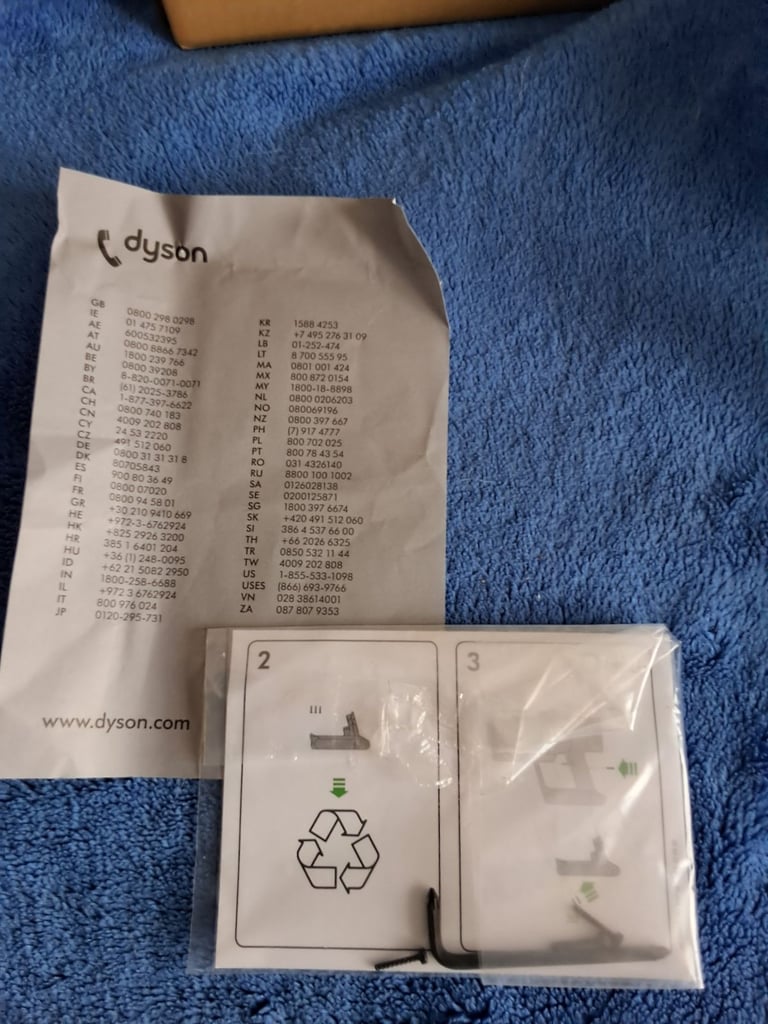 dyson
GB 0800 298 0298
IE 01 475 7109
AE 600532395
AT 0800 8866 7342
AU 1800 239 766
BE 0800 39208
BY 8-820-0071-0071
BR (61) 2025-3786
CA 1-877-397-6622
CH 0800 740 183
CN 4009 202 808
CY 24 53 2220
CZ 491 512 060
DE 0800 31 31 31 8
DK 80705843
ES 900 80 36 49
FI 0800 07020
FR 0800 94 58 01
GR +30 210 9410 669
HE +972-3-6762924
HK +825 2926 3200
HR 385 1 6401 204
HU +36 (1) 248-0095
ID +62 21 5082 2950
IN 1800-258-6688
IL +972 3 6762924
IT 800 976 024
JP 0120-295-731
KR 1588 4253
KZ +7 495 276 31 09
LB 01-252-474
LT 8 700 555 95
MA 0801 001 424
MX 800 872 0154
MY 1800-18-8898
NL 0800 0206203
NO 080069196
NZ 0800 397 667
PH (7) 917 4777
PL 800 702 025
PT 800 78 43 54
RO 031 4326140
RU 8800 100 1002
SA 0126028138
SE 0200125871
SG 1800 397 6674
SK +420 491 512 060
SI 386 4 537 66 00
TH +66 2026 6325
TR 0850 532 11 44
TW 4009 202 808
US 1-855-533-1098
USES (866) 693-9766
VN 028 38614001
ZA 087 807 9353
www.dyson.com
2
3